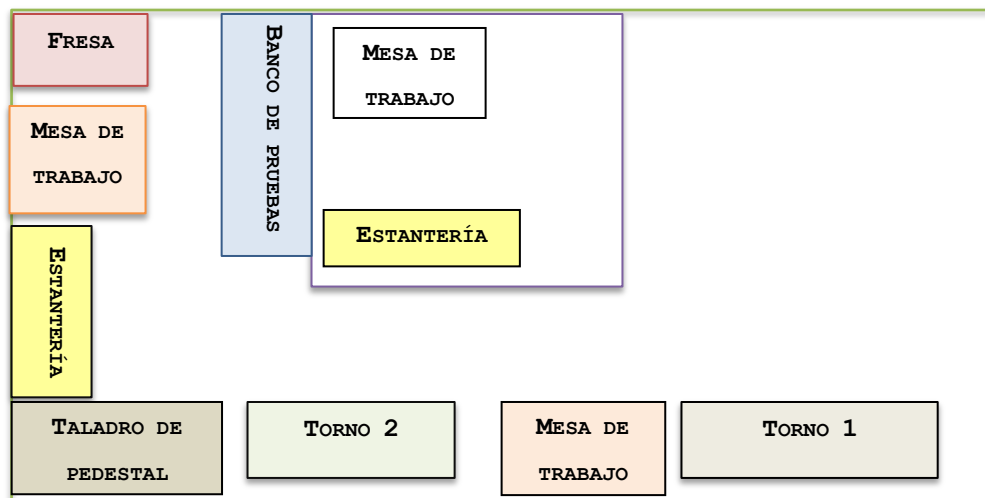 FRESA
MESA DE
TRABAJO
ESTANTERÍA
BANCO DE PRUEBAS
MESA DE
TRABAJO
ESTANTERÍA
TALADRO DE
PEDESTAL
TORNO 2
MESA DE
TRABAJO
TORNO 1